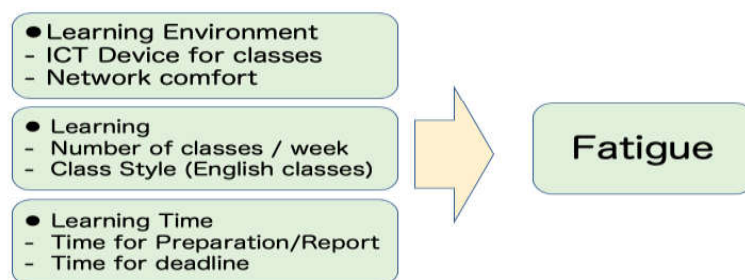 ● Learning Environment
- ICT Device for classes
- Network comfort
● Learning
- Number of classes / week
- Class Style (English classes)
● Learning Time
- Time for Preparation/Report
- Time for deadline
Fatigue